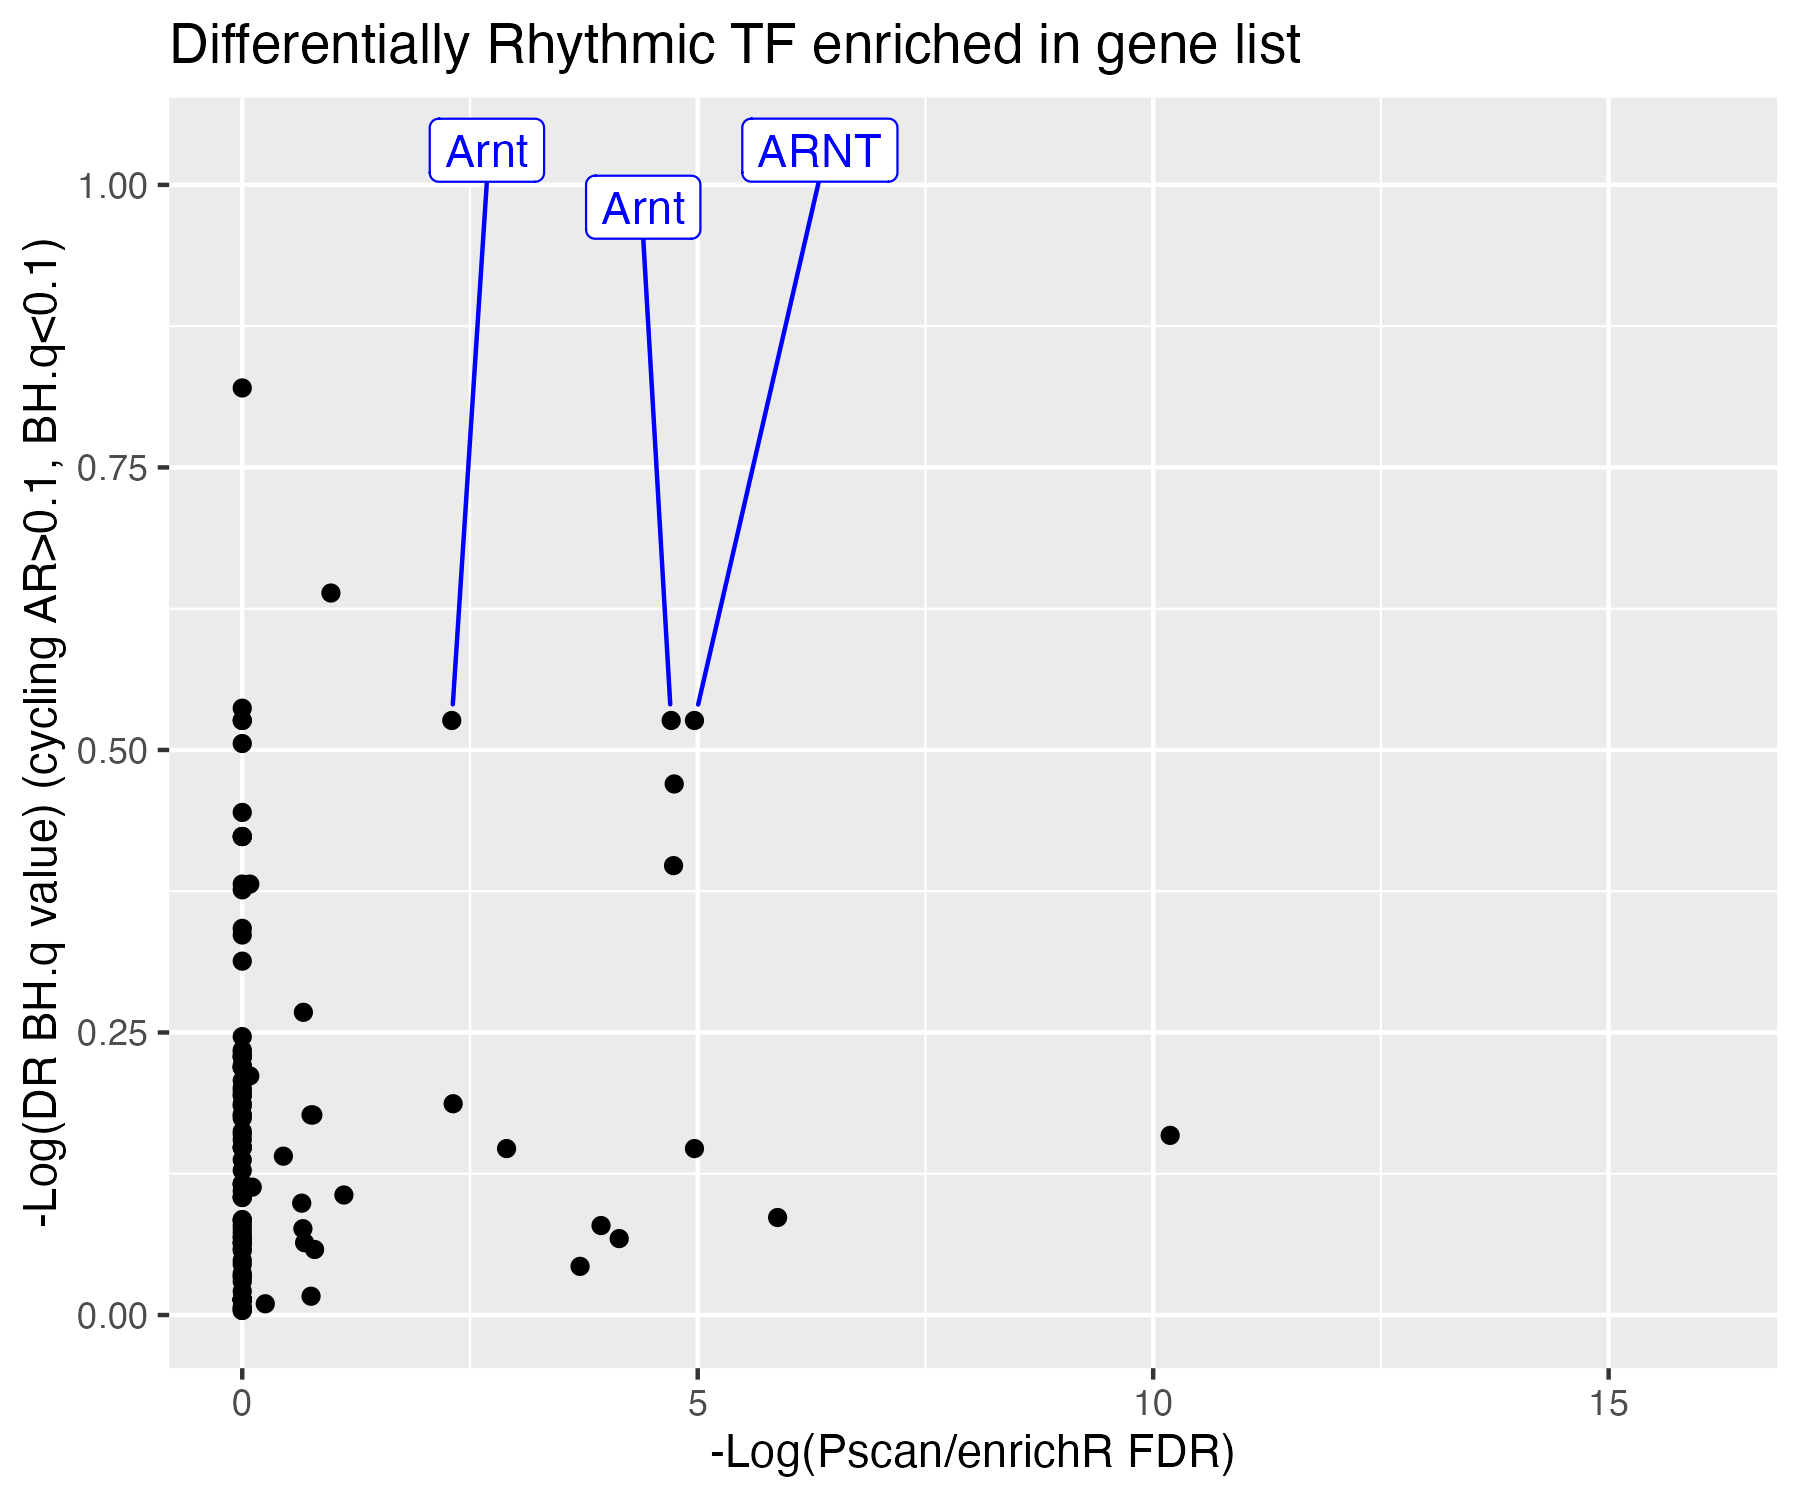 Differentially Rhythmic TF enriched in gene list
Arnt
ARNT
Arnt
-Log(DR BH.q value) (cycling AR>0.1, BH.q<0.1)
1.00
0.75
0.50
0.25
0.00
0
5
10
15
-Log(Pscan/enrichR FDR)